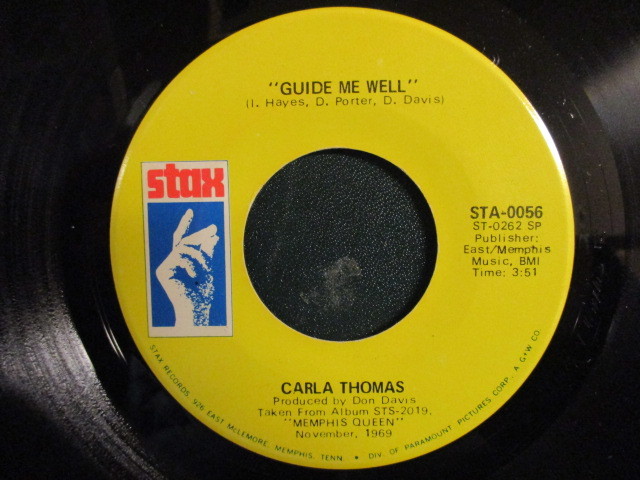 "GUIDE ME WELL"
(I. Hayes, D. Porter, D. Davis)
stax
STA-0056
ST-0262 SP
Publisher:
East/Memphis
Music, BMI
Time: 3:51
CARLA THOMAS
Produced by Don Davis
Taken From Album STS-2019,
"MEMPHIS QUEEN"
November, 1969
STAX RECORDS, 926 EAST McLEMORE, MEMPHIS, TENN. • DIV. OF PARAMOUNT PICTURES CORP. A G+W CO.